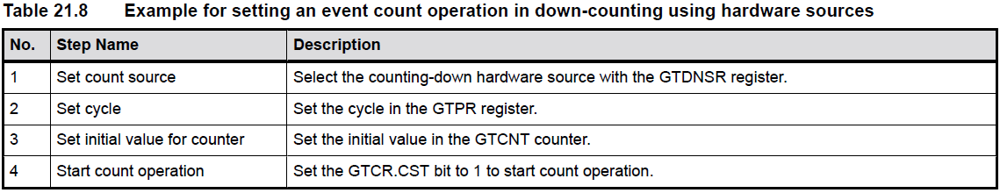 Table 21.8 Example for setting an event count operation in down-counting using hardware sources
No. Step Name Description
1 Set count source Select the counting-down hardware source with the GTDNSR register.
2 Set cycle Set the cycle in the GTPR register.
3 Set initial value for counter Set the initial value in the GTCNT counter.
4 Start count operation Set the GTCR.CST bit to 1 to start count operation.